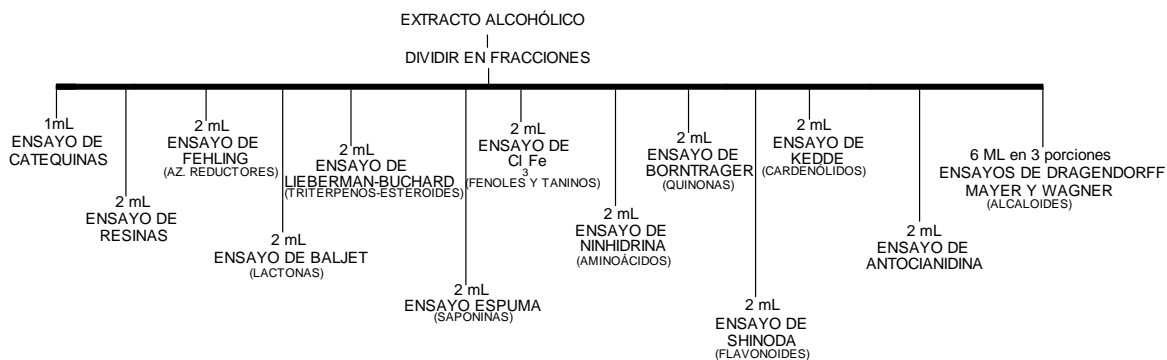 EXTRACTO ALCOHÓLICO
DIVIDIR EN FRACCIONES
1mL
ENSAYO DE
CATEQUINAS
2 mL
ENSAYO DE
RESINAS
2 mL
ENSAYO DE
FEHLING
(AZ. REDUCTORES)
2 mL
ENSAYO DE BALJET
(LACTONAS)
2 mL
ENSAYO DE
LIEBERMAN-BUCHARD
(TRITERPENOS-ESTEROIDES)
2 mL
ENSAYO ESPUMA
(SAPONINAS)
2 mL
ENSAYO DE
Cl Fe
3
(FENOLES Y TANINOS)
2 mL
ENSAYO DE
NINHIDRINA
(AMINOÁCIDOS)
2 mL
ENSAYO DE
BORNTRAGER
(QUINONAS)
2 mL
ENSAYO DE
SHINODA
(FLAVONOIDES)
2 mL
ENSAYO DE
KEDDE
(CARDENÓLIDOS)
2 mL
ENSAYO DE
ANTOCIANIDINA
6 ML en 3 porciones
ENSAYOS DE DRAGENDORFF
MAYER Y WAGNER
(ALCALOIDES)